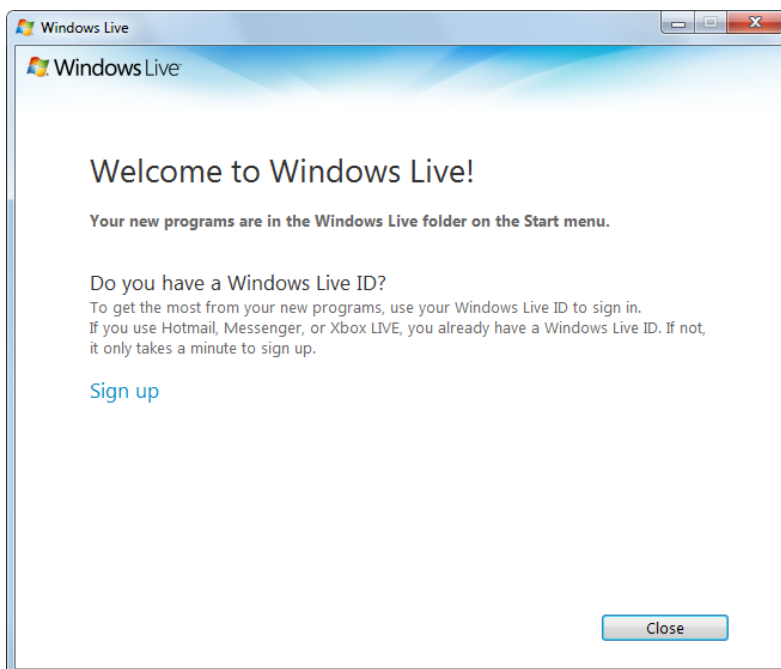 Windows Live
Windows Live
Welcome to Windows Live!
Your new programs are in the Windows Live folder on the Start menu.
Do you have a Windows Live ID?
To get the most from your new programs, use your Windows Live ID to sign in.
If you use Hotmail, Messenger, or Xbox LIVE, you already have a Windows Live ID. If not,
it only takes a minute to sign up.
Sign up
Close